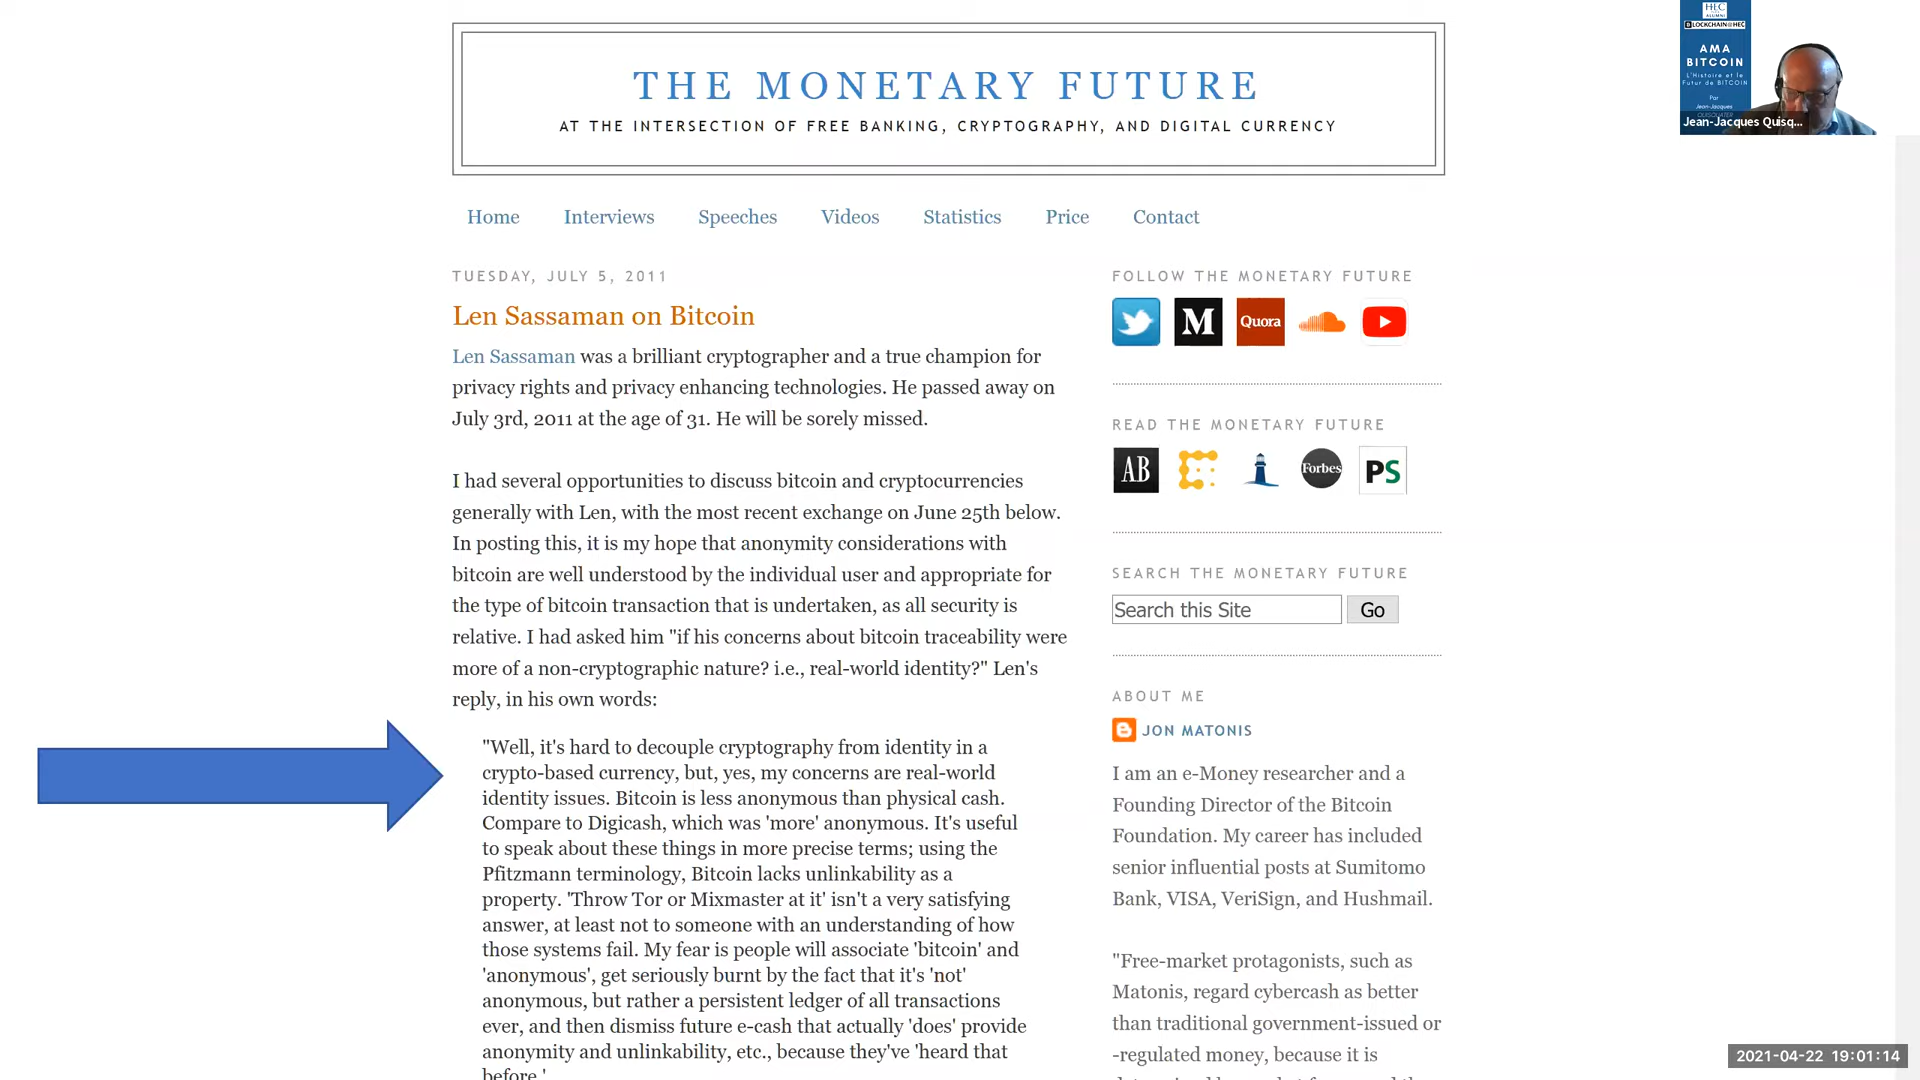 THE MONETARY FUTURE
AT THE INTERSECTION OF FREE BANKING, CRYPTOGRAPHY, AND DIGITAL CURRENCY
Home Interviews Speeches Videos Statistics Price Contact
TUESDAY, JULY 5, 2011
Len Sassaman on Bitcoin
Len Sassaman was a brilliant cryptographer and a true champion for
privacy rights and privacy enhancing technologies. He passed away on
July 3rd, 2011 at the age of 31. He will be sorely missed.
I had several opportunities to discuss bitcoin and cryptocurrencies
generally with Len, with the most recent exchange on June 25th below.
In posting this, it is my hope that anonymity considerations with
bitcoin are well understood by the individual user and appropriate for
the type of bitcoin transaction that is undertaken, as all security is
relative. I had asked him "if his concerns about bitcoin traceability were
more of a non-cryptographic nature? i.e., real-world identity?" Len's
reply, in his own words:
"Well, it's hard to decouple cryptography from identity in a
crypto-based currency, but, yes, my concerns are real-world
identity issues. Bitcoin is less anonymous than physical cash.
Compare to Digicash, which was 'more' anonymous. It's useful
to speak about these things in more precise terms; using the
Pfitzmann terminology, Bitcoin lacks unlinkability as a
property. 'Throw Tor or Mixmaster at it' isn't a very satisfying
answer, at least not to someone with an understanding of how
those systems fail. My fear is people will associate 'bitcoin' and
'anonymous', get seriously burnt by the fact that it's 'not'
anonymous, but rather a persistent ledger of all transactions
ever, and then dismiss future e-cash that actually 'does' provide
anonymity and unlinkability, etc., because they've 'heard that
before.'
FOLLOW THE MONETARY FUTURE
M Quora
READ THE MONETARY FUTURE
AB Forbes PS
SEARCH THE MONETARY FUTURE
Search this Site Go
ABOUT ME
JON MATONIS
I am an e-Money researcher and a
Founding Director of the Bitcoin
Foundation. My career has included
senior influential posts at Sumitomo
Bank, VISA, VeriSign, and Hushmail.
"Free-market protagonists, such as
Matonis, regard cybercash as better
than traditional government-issued or
-regulated money, because it is
HEC
ALUMNI
BLOCKCHAIN@HEC
AMA
BITCOIN
L'Histoire et le
Futur de BITCOIN
Par
Jean-Jacques
Jean-Jacques Quisq...
2021-04-22 19:01:14